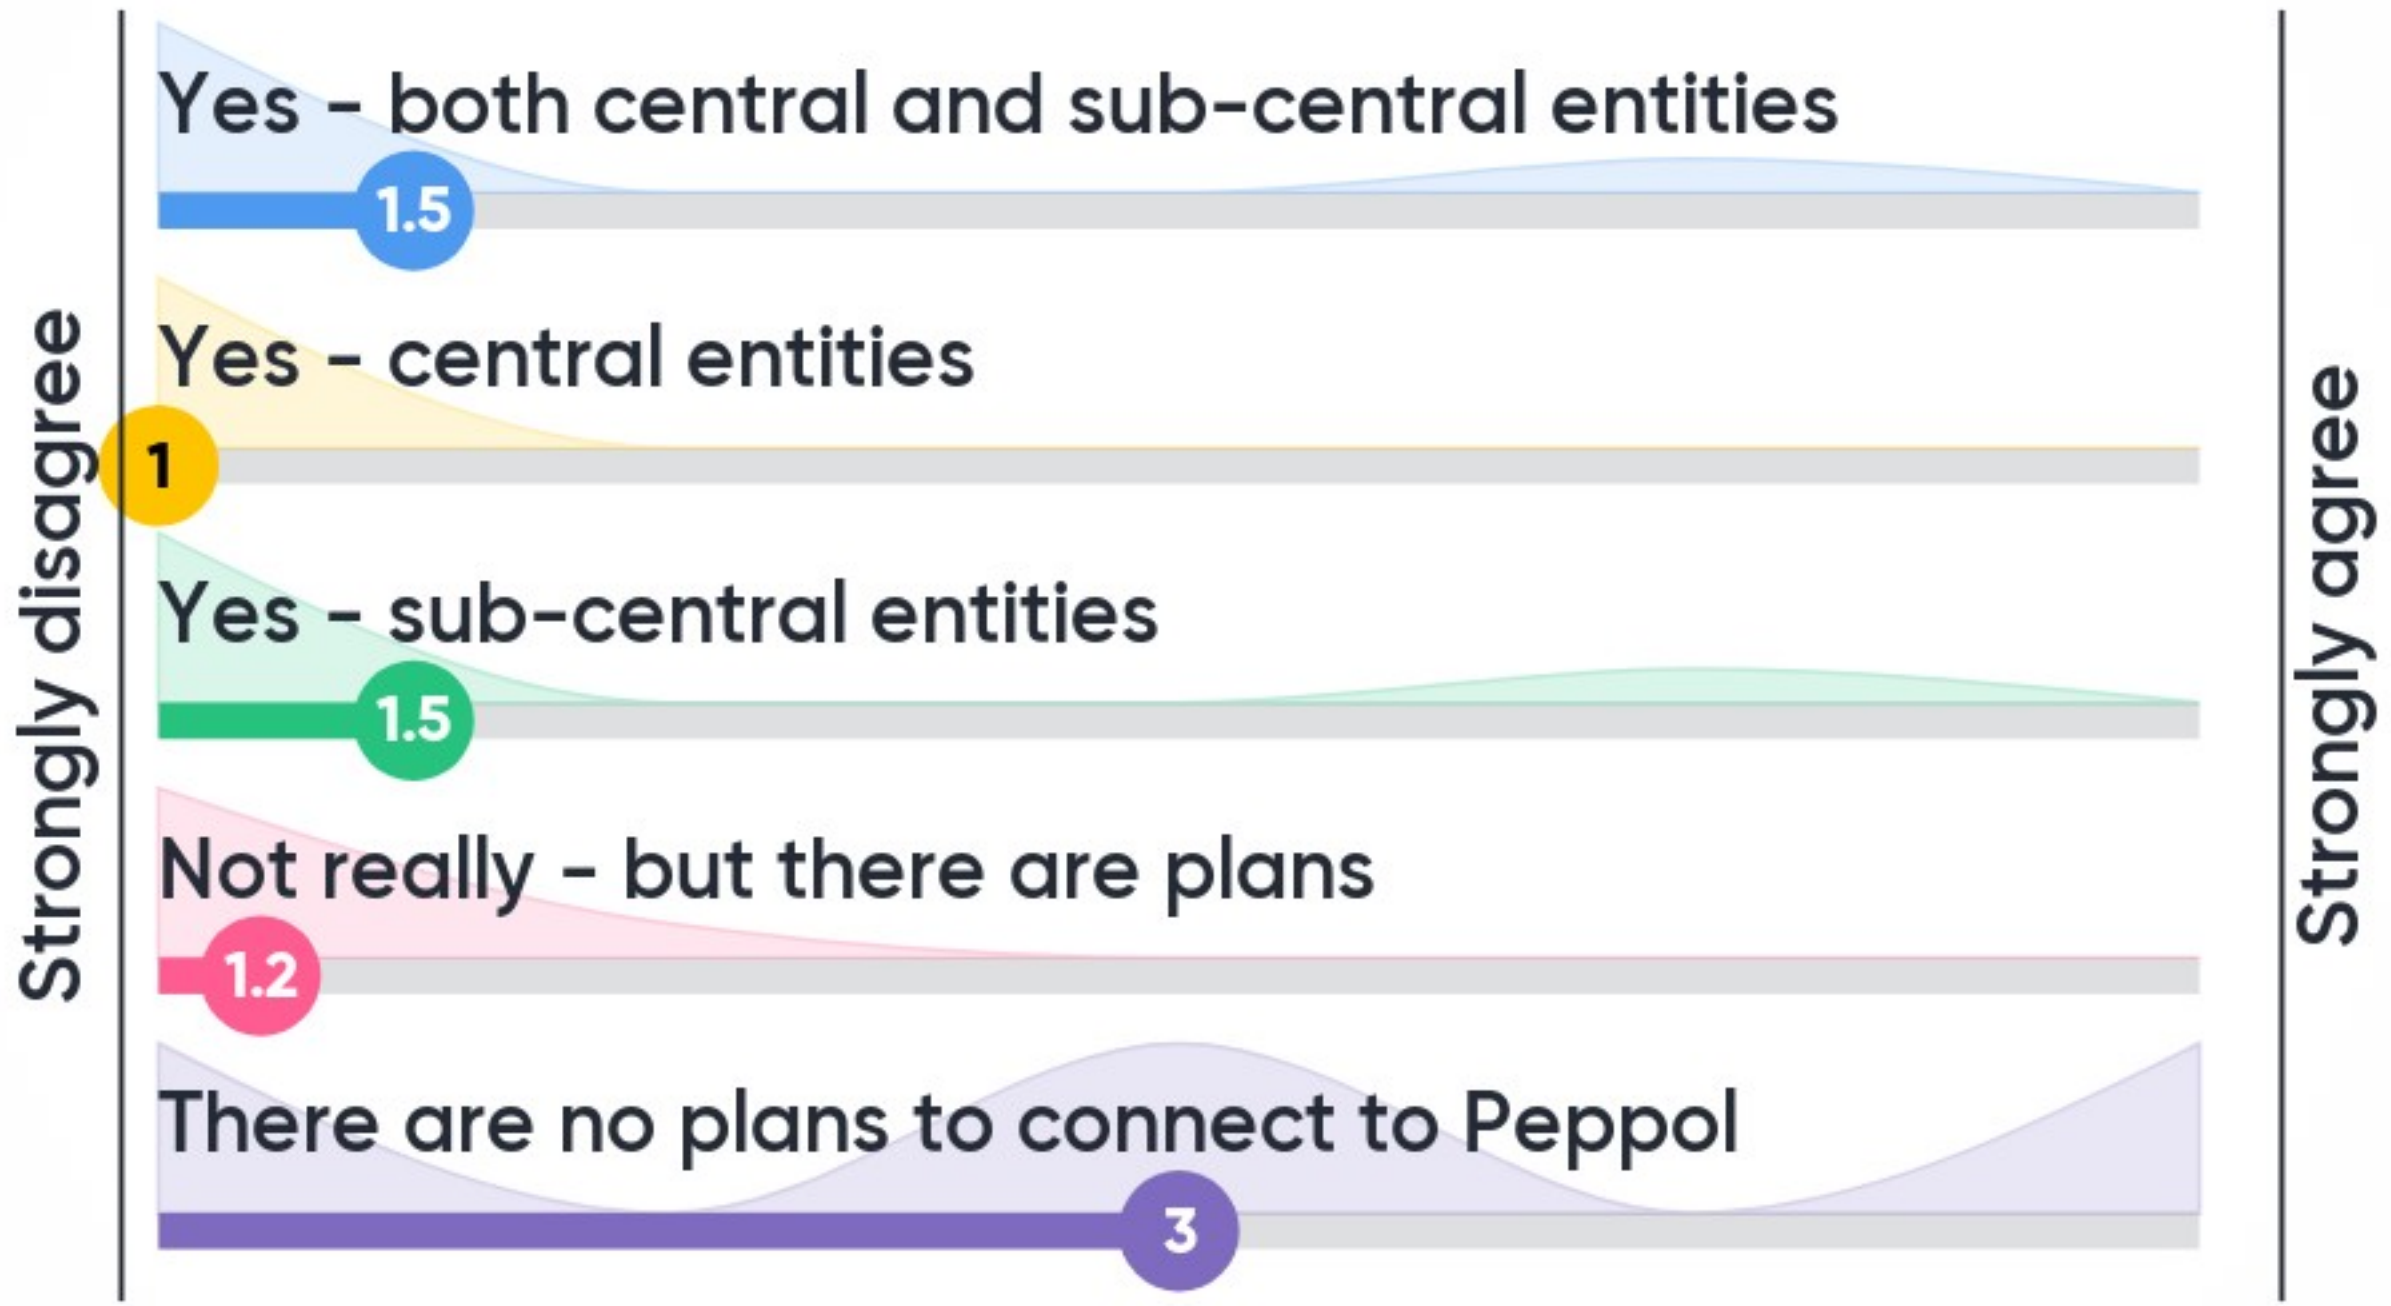 Strongly disagree
Yes - both central and sub-central entities
1.5
Yes - central entities
1
Yes - sub-central entities
1.5
Not really - but there are plans
1.2
There are no plans to connect to Peppol
3
Strongly agree